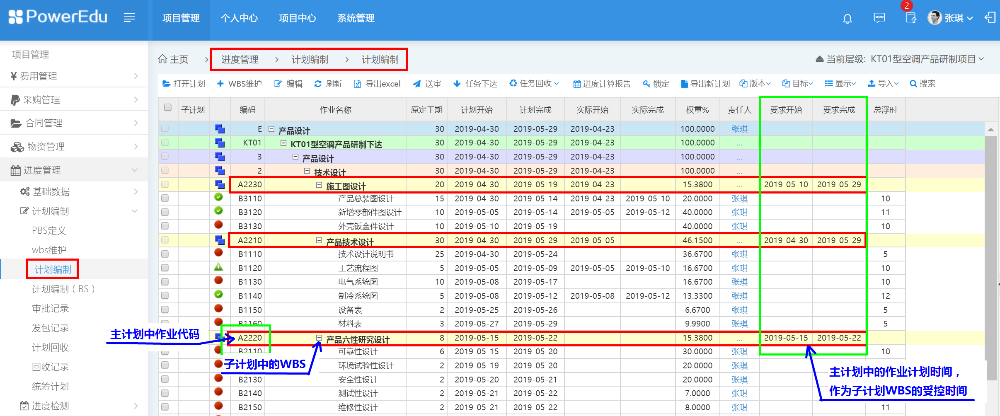 PowerEdu 项目管理 个人中心 项目中心 系统管理 2 张琪
项目管理
¥ 费用管理
采购管理
合同管理
物资管理
进度管理
基础数据
计划编制
PBS定义
wbs维护
计划编制
计划编制（BS）
审批记录
发包记录
计划回收
回收记录
统筹计划
进度检测
主页 > 进度管理 > 计划编制 > 计划编制 当前层级: KT01型空调产品研制项目
打开计划 WBS维护 编辑 刷新 导出excel 送审 任务下达 任务回收 进度计算报告 锁定 导出新计划 版本 目标 显示 导入 搜索
子计划 编码 作业名称 原定工期 计划开始 计划完成 实际开始 实际完成 权重% 责任人 要求开始 要求完成 总浮时
E 产品设计 30 2019-04-30 2019-05-29 2019-04-23 100.0000 张琪
KT01 KT01型空调产品研制下达 30 2019-04-30 2019-05-29 2019-04-23 100.0000 ...
3 产品设计 30 2019-04-30 2019-05-29 2019-04-23 100.0000 ...
2 技术设计 30 2019-04-30 2019-05-29 2019-04-23 100.0000 ...
A2230 施工图设计 20 2019-04-30 2019-05-19 2019-04-23 15.3800 ... 2019-05-10 2019-05-29
B3110 产品总装图设计 15 2019-04-30 2019-05-14 2019-04-23 2019-05-10 20.0000 张琪 10
B3120 新增零部件图设计 10 2019-05-05 2019-05-14 2019-05-05 2019-05-12 40.0000 张琪 11
B3130 外壳钣金件设计 10 2019-05-10 2019-05-19 40.0000 张琪 10
A2210 产品技术设计 30 2019-04-30 2019-05-29 2019-05-05 46.1500 ... 2019-04-30 2019-05-29
B1110 技术设计说明书 25 2019-04-30 2019-05-24 36.6700 张琪 5
B1120 工艺流程图 5 2019-05-05 2019-05-09 2019-05-05 2019-05-10 16.6700 张琪 10
B1130 电气系统图 10 2019-05-08 2019-05-17 16.6700 张琪 10
B1140 制冷系统图 5 2019-05-08 2019-05-12 2019-05-08 2019-05-12 13.3300 张琪 12
B1150 设备表 2 2019-05-25 2019-05-26 6.6700 张琪 5
B1160 材料表 3 2019-05-27 2019-05-29 9.9900 张琪 5
A2220 产品六性研究设计 8 2019-05-15 2019-05-22 15.3800 ... 2019-05-15 2019-05-22
B2110 可靠性设计 6 2019-05-15 2019-05-20 30.0000 张琪 10
环境试验性设计 2 2019-05-19 2019-05-20 20.0000 张琪
B2130 安全性设计 2 2019-05-20 2019-05-21 20.0000 张琪
B2140 测试性设计 2 2019-05-21 2019-05-22 7.0000 张琪
B2150 维修性设计 2 2019-05-21 2019-05-22 8.0000 张琪 11
主计划中作业代码
子计划中的WBS
主计划中的作业计划时间，
作为子计划WBS的受控时间